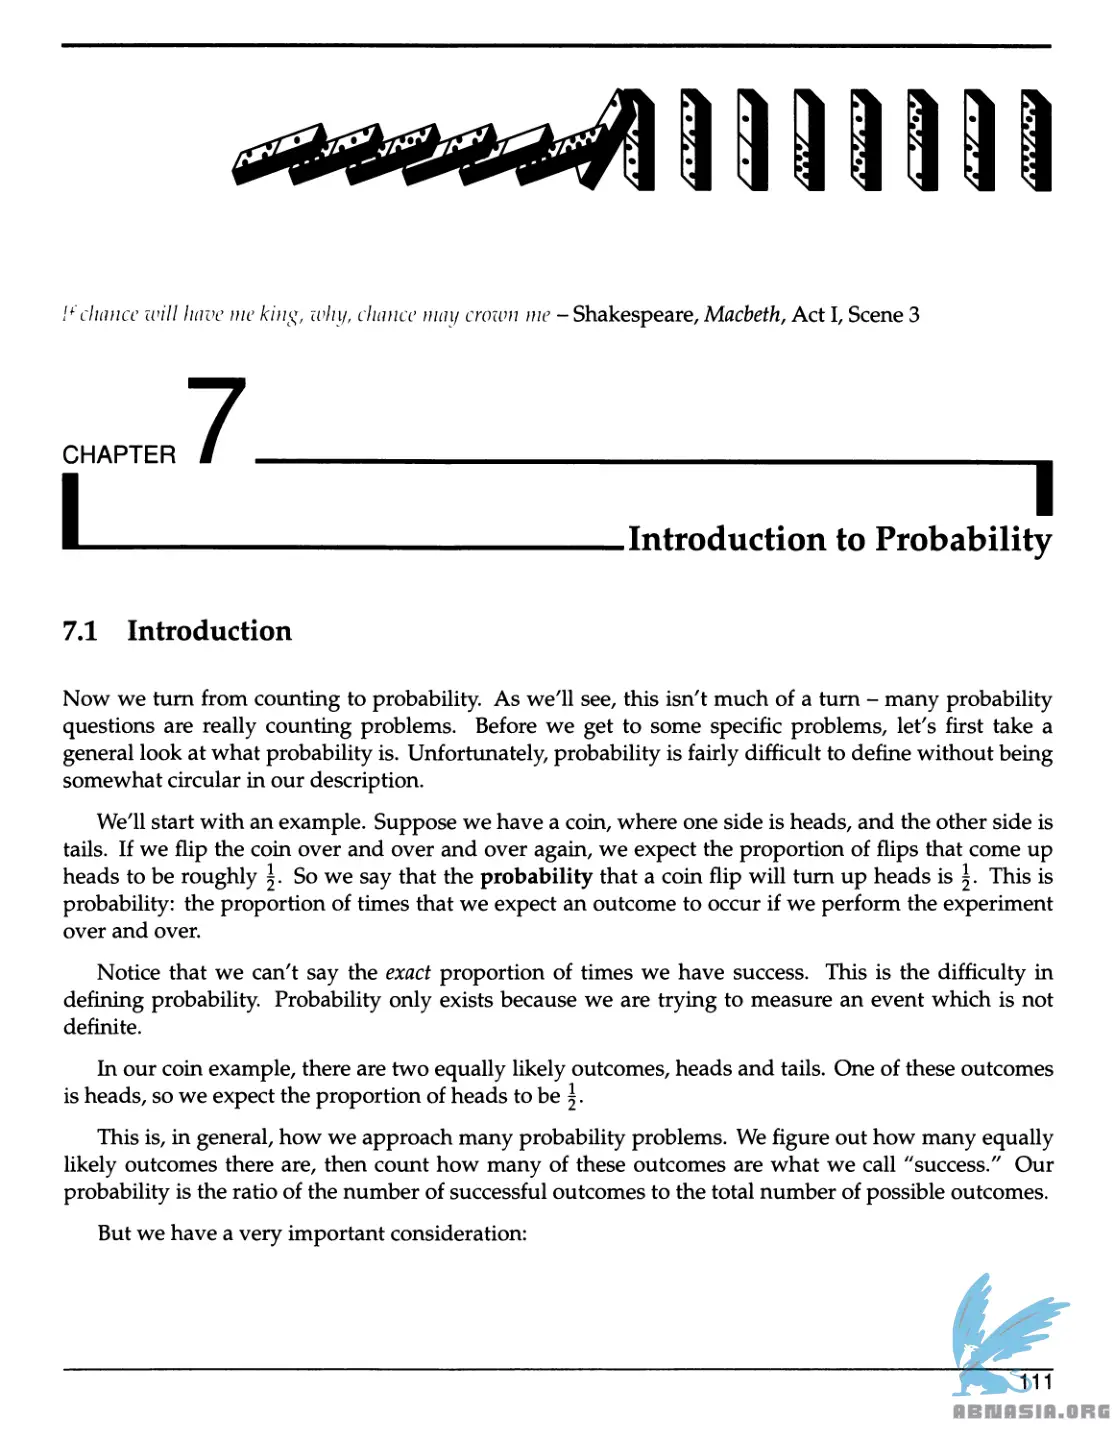 If chance will have me king, why, chance may crown me – Shakespeare, Macbeth, Act I, Scene 3
CHAPTER 7
Introduction to Probability
7.1 Introduction
Now we turn from counting to probability. As we'll see, this isn't much of a turn – many probability
questions are really counting problems. Before we get to some specific problems, let's first take a
general look at what probability is. Unfortunately, probability is fairly difficult to define without being
somewhat circular in our description.
We'll start with an example. Suppose we have a coin, where one side is heads, and the other side is
tails. If we flip the coin over and over and over again, we expect the proportion of flips that come up
heads to be roughly ½. So we say that the probability that a coin flip will turn up heads is ½. This is
probability: the proportion of times that we expect an outcome to occur if we perform the experiment
over and over.
Notice that we can't say the exact proportion of times we have success. This is the difficulty in
defining probability. Probability only exists because we are trying to measure an event which is not
definite.
In our coin example, there are two equally likely outcomes, heads and tails. One of these outcomes
is heads, so we expect the proportion of heads to be ½.
This is, in general, how we approach many probability problems. We figure out how many equally
likely outcomes there are, then count how many of these outcomes are what we call "success." Our
probability is the ratio of the number of successful outcomes to the total number of possible outcomes.
But we have a very important consideration:
111
ABNASIA.ORG